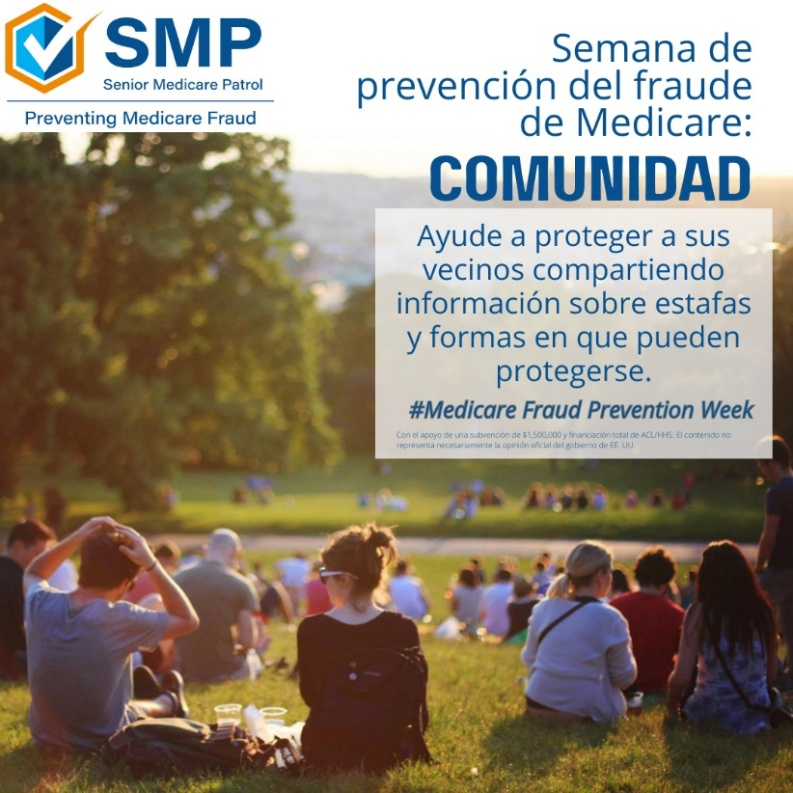 SMP
Senior Medicare Patrol
Preventing Medicare Fraud
Semana de
prevención del fraude
de Medicare:
COMUNIDAD
Ayude a proteger a sus
vecinos compartiendo
información sobre estafas
y formas en que pueden
protegerse.
#Medicare Fraud Prevention Week
Con el apoyo de una subvención de $1,500,000 y financiación total de ACL/HHS. El contenido no
representa necesariamente la opinión oficial del gobierno de EE. UU